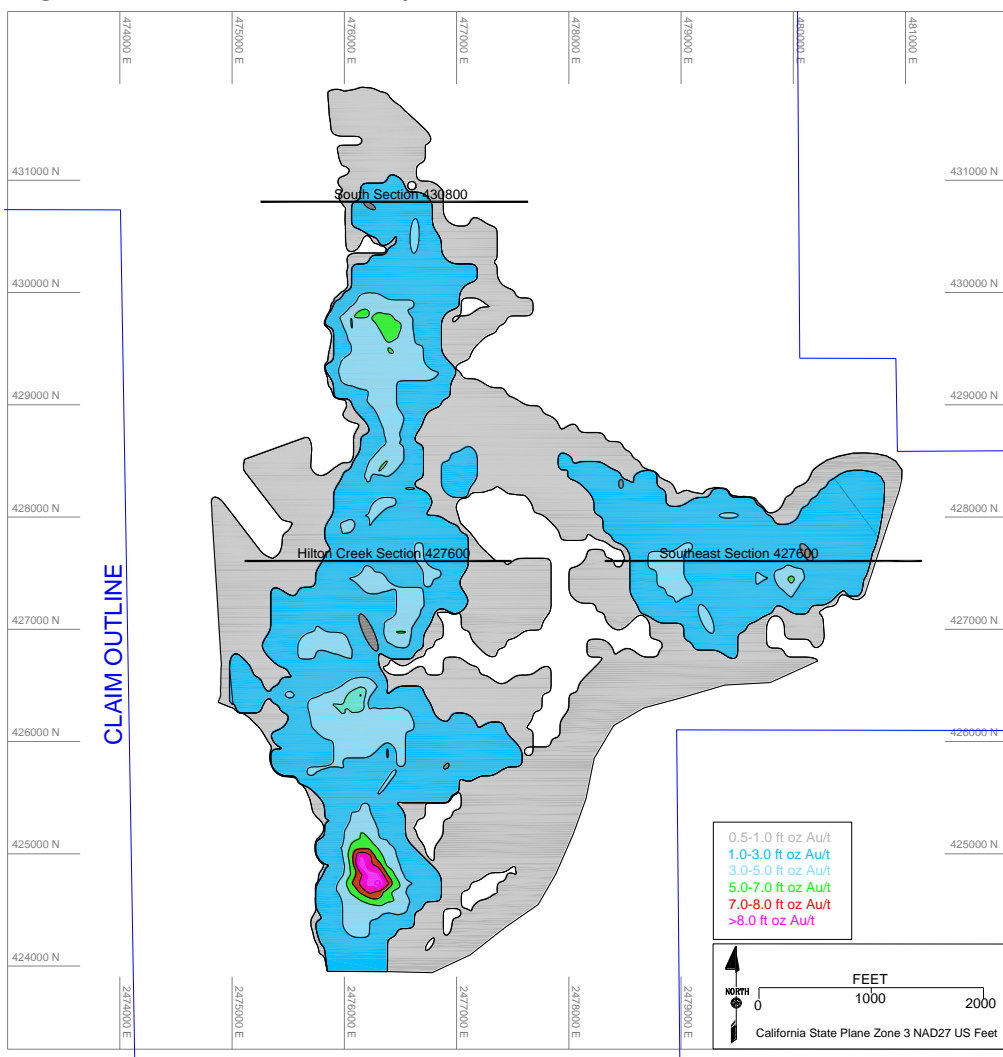 474000 E
475000 E
476000 E
477000 E
478000 E
479000 E
480000 E
481000 E
431000 N
431000 N
South Section 430800
430000 N
430000 N
429000 N
429000 N
428000 N
428000 N
Hilton Creek Section 427600
Southeast Section 427600
427000 N
427000 N
CLAIM OUTLINE
426000 N
426000 N
425000 N
425000 N
0.5-1.0 ft oz Au/t
1.0-3.0 ft oz Au/t
3.0-5.0 ft oz Au/t
5.0-7.0 ft oz Au/t
7.0-8.0 ft oz Au/t
>8.0 ft oz Au/t
424000 N
2474000 E
2475000 E
2476000 E
2477000 E
2478000 E
2479000 E
NORTH
FEET
0
1000
2000
California State Plane Zone 3 NAD27 US Feet